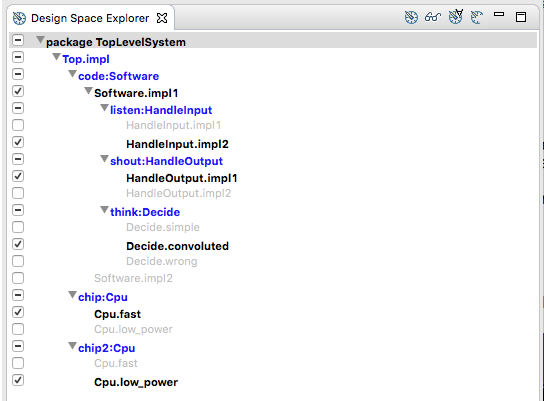 Design Space Explorer
package TopLevelSystem
Top.impl
code:Software
Software.impl1
listen:HandleInput
HandleInput.impl1
HandleInput.impl2
shout:HandleOutput
HandleOutput.impl1
HandleOutput.impl2
think:Decide
Decide.simple
Decide.convoluted
Decide.wrong
Software.impl2
chip:Cpu
Cpu.fast
Cpu.low_power
chip2:Cpu
Cpu.fast
Cpu.low_power